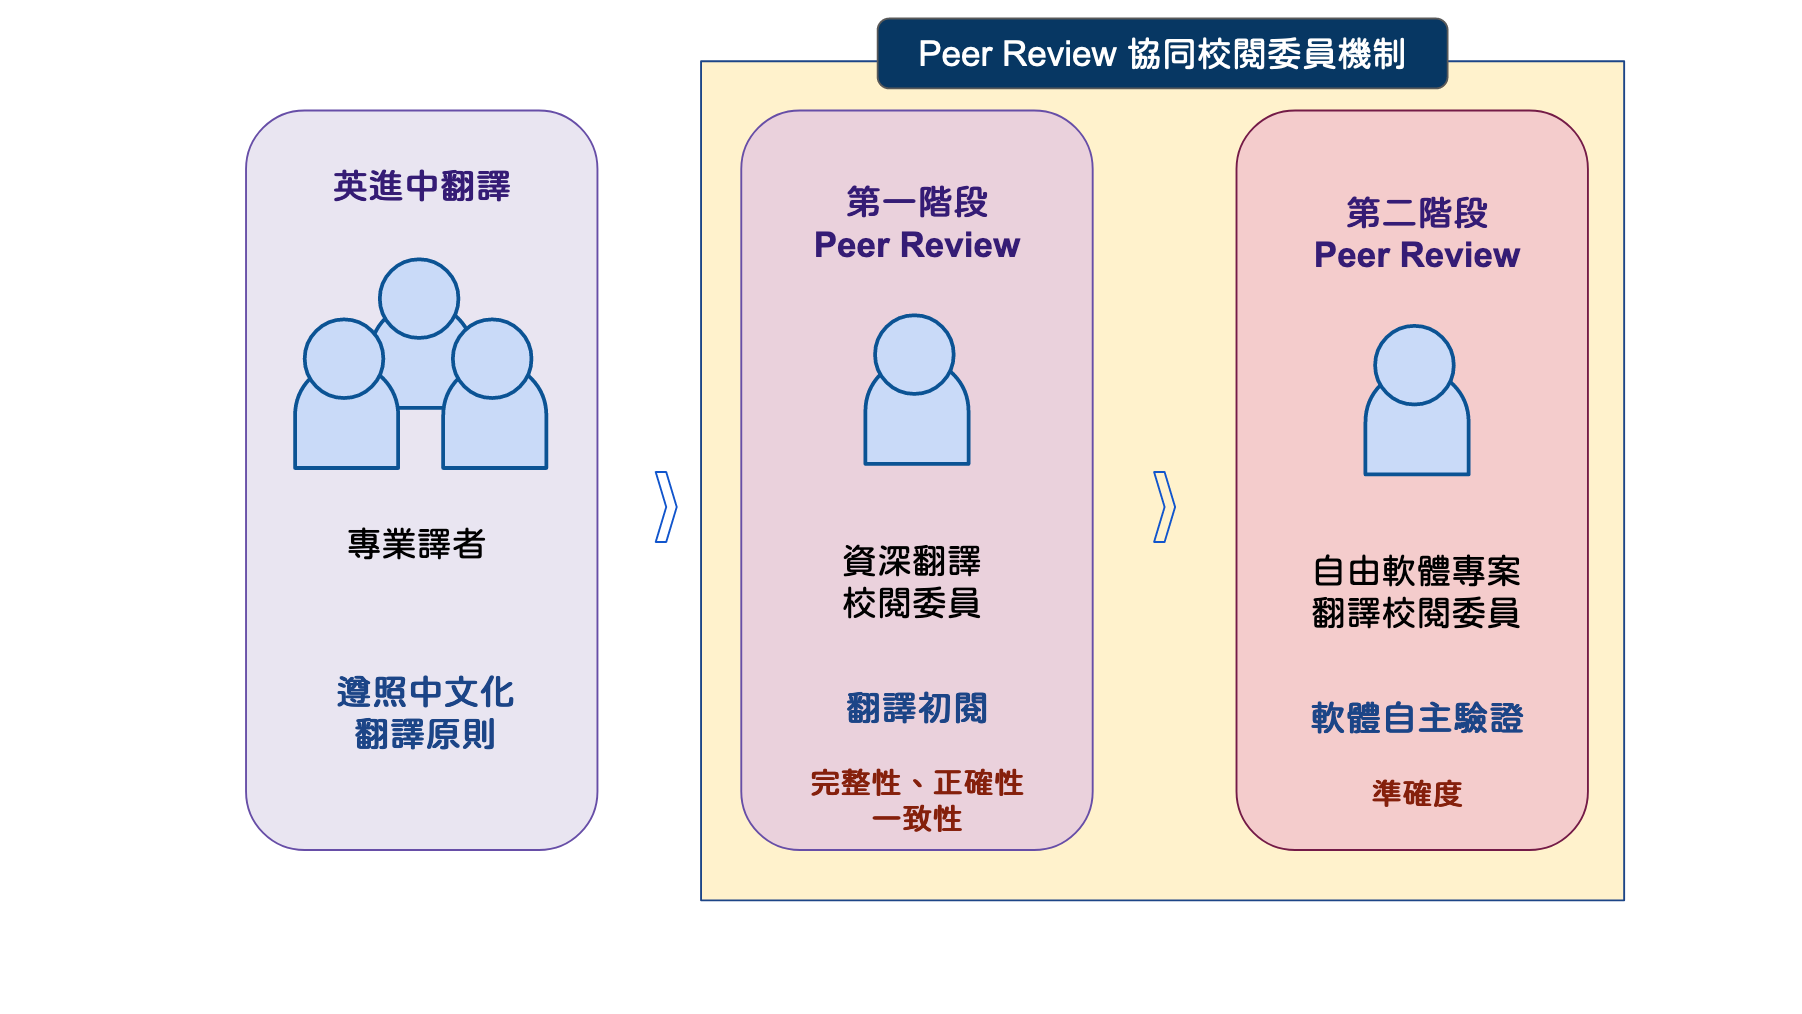 Peer Review 協同校閱委員機制
英進中翻譯
專業譯者
遵照中文化
翻譯原則
第一階段
Peer Review
資深翻譯
校閱委員
翻譯初閱
完整性、正確性
一致性
第二階段
Peer Review
自由軟體專案
翻譯校閱委員
軟體自主驗證
準確度